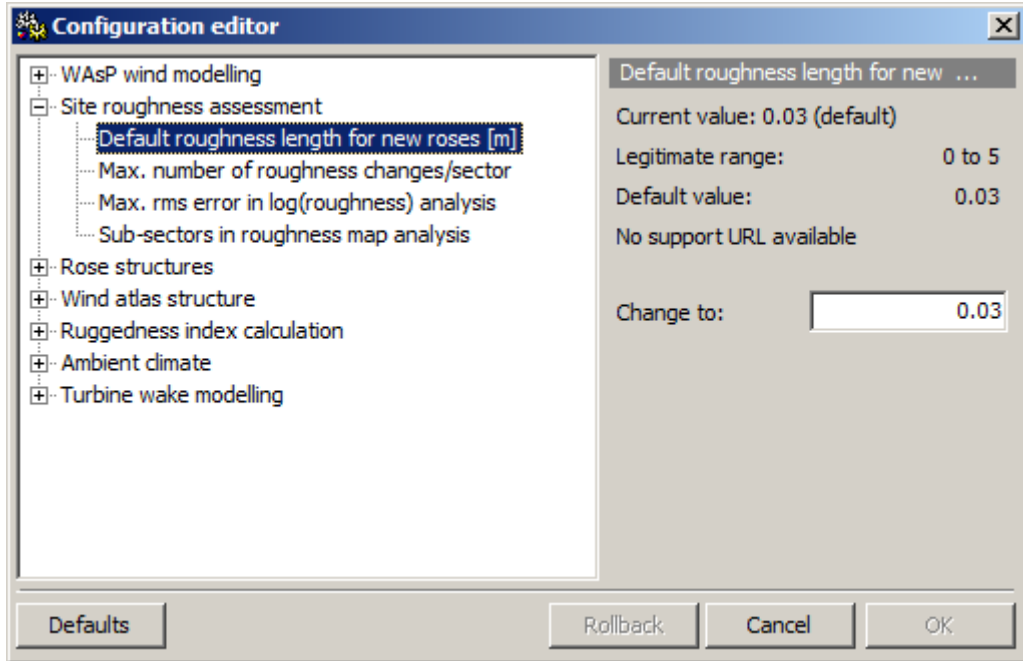 Configuration editor
WAsP wind modelling
Site roughness assessment
Default roughness length for new roses [m]
Max. number of roughness changes/sector
Max. rms error in log(roughness) analysis
Sub-sectors in roughness map analysis
Rose structures
Wind atlas structure
Ruggedness index calculation
Ambient climate
Turbine wake modelling
Default roughness length for new ...
Current value: 0.03 (default)
Legitimate range: 0 to 5
Default value: 0.03
No support URL available
Change to: 0.03
Defaults Rollback Cancel OK